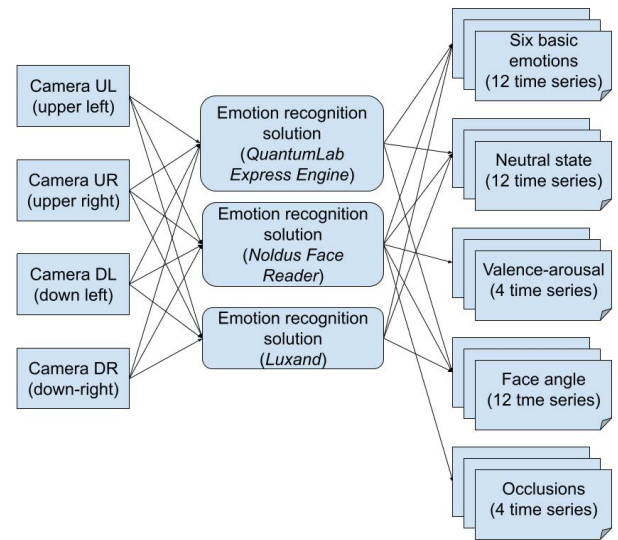 Camera UL
(upper left)
Camera UR
(upper right)
Camera DL
(down left)
Camera DR
(down-right)
Emotion recognition
solution
(QuantumLab
Express Engine)
Emotion recognition
solution
(Noldus Face
Reader)
Emotion recognition
solution
(Luxand)
Six basic
emotions
(12 time series)
Neutral state
(12 time series)
Valence-arousal
(4 time series)
Face angle
(12 tme series)
Occlusions
(4 time series)